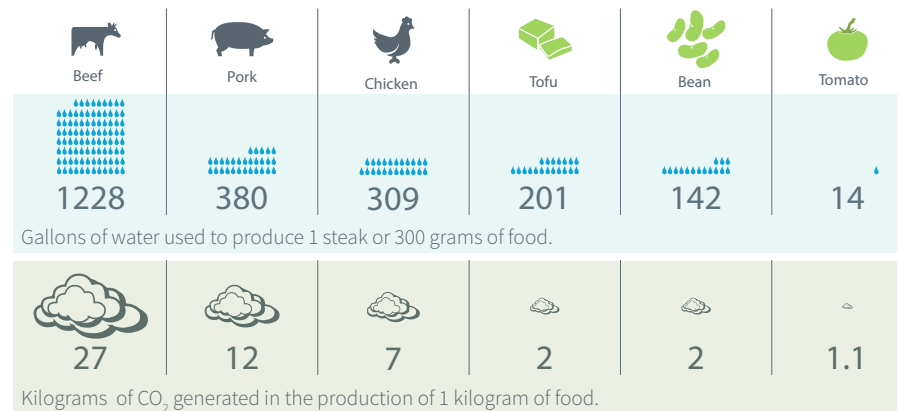 Beef Pork Chicken Tofu Bean Tomato
1228 380 309 201 142 14
Gallons of water used to produce 1 steak or 300 grams of food.
27 12 7 2 2 1.1
Kilograms of CO₂ generated in the production of 1 kilogram of food.